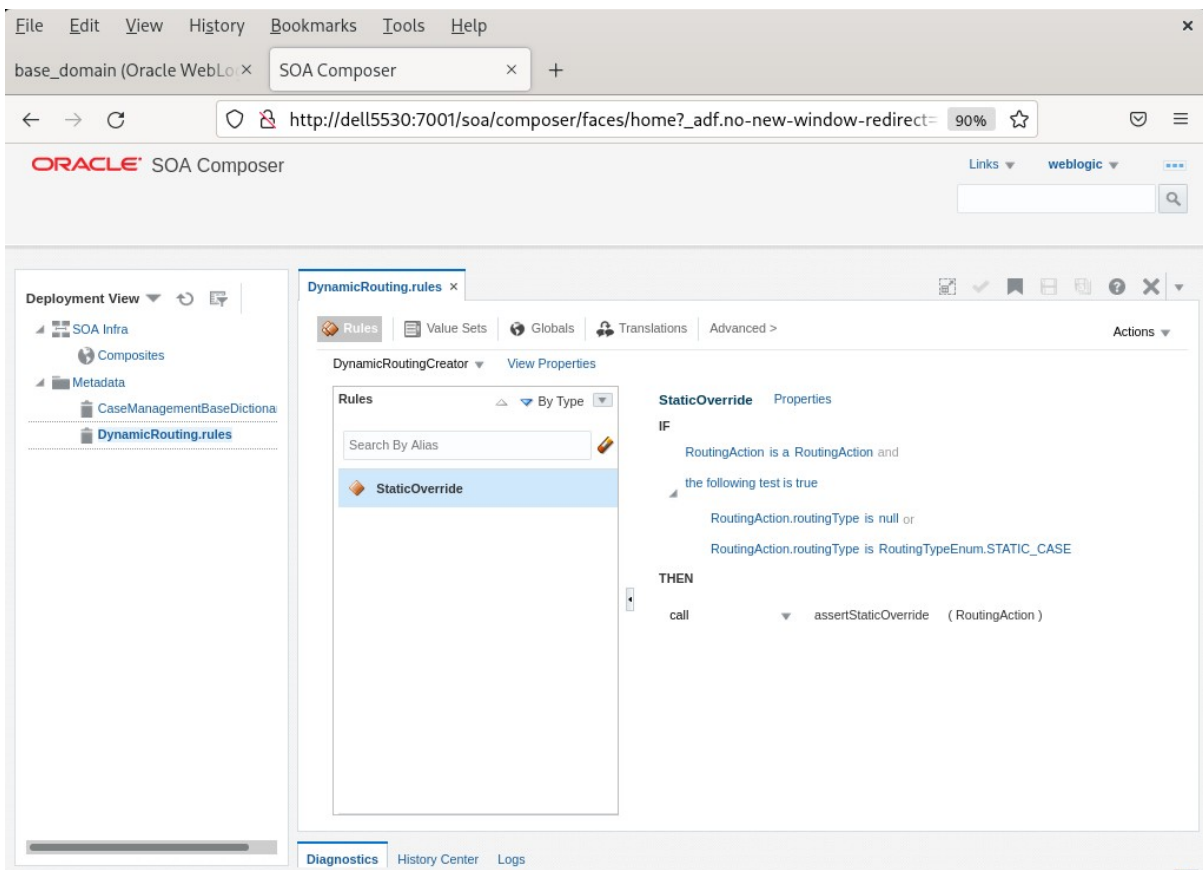 File Edit View History Bookmarks Tools Help
base_domain (Oracle WebLo SOA Composer
http://dell5530:7001/soa/composer/faces/home?_adf.no-new-window-redirect= 90%
ORACLE SOA Composer
Links weblogic
Deployment View
SOA Infra
Composites
Metadata
CaseManagementBaseDictiona
DynamicRouting.rules
DynamicRouting.rules
Rules Value Sets Globals Translations Advanced > Actions
DynamicRoutingCreator View Properties
Rules By Type
Search By Alias
StaticOverride
StaticOverride Properties
IF
RoutingAction is a RoutingAction and
the following test is true
RoutingAction.routingType is null or
RoutingAction.routingType is RoutingTypeEnum.STATIC_CASE
THEN
call assertStaticOverride ( RoutingAction )
Diagnostics History Center Logs